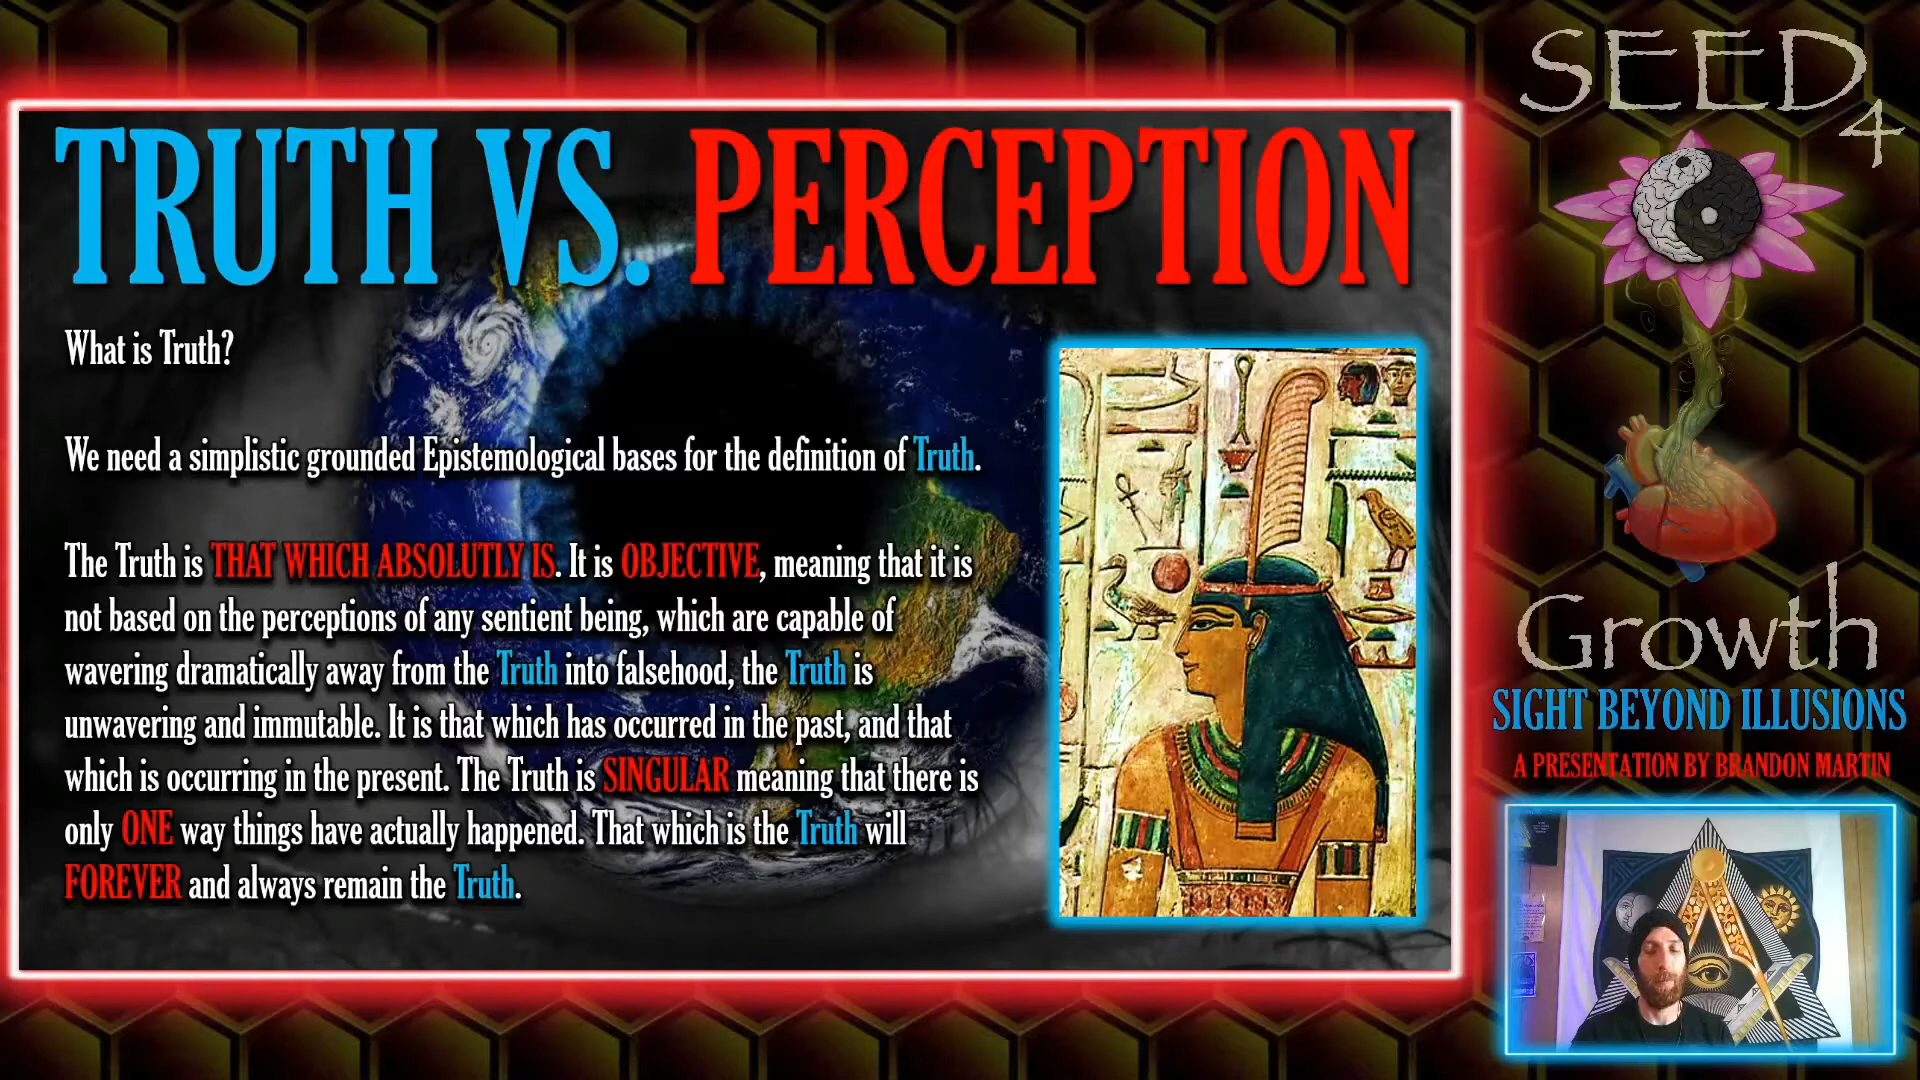 TRUTH VS. PERCEPTION
What is Truth?
We need a simplistic grounded Epistemological bases for the definition of Truth.
The Truth is THAT WHICH ABSOLUTLY IS. It is OBJECTIVE, meaning that it is
not based on the perceptions of any sentient being, which are capable of
wavering dramatically away from the Truth into falsehood, the Truth is
unwavering and immutable. It is that which has occurred in the past, and that
which is occurring in the present. The Truth is SINGULAR meaning that there is
only ONE way things have actually happened. That which is the Truth will
FOREVER and always remain the Truth.
SEED
4
Growth
SIGHT BEYOND ILLUSIONS
A PRESENTATION BY BRANDON MARTIN